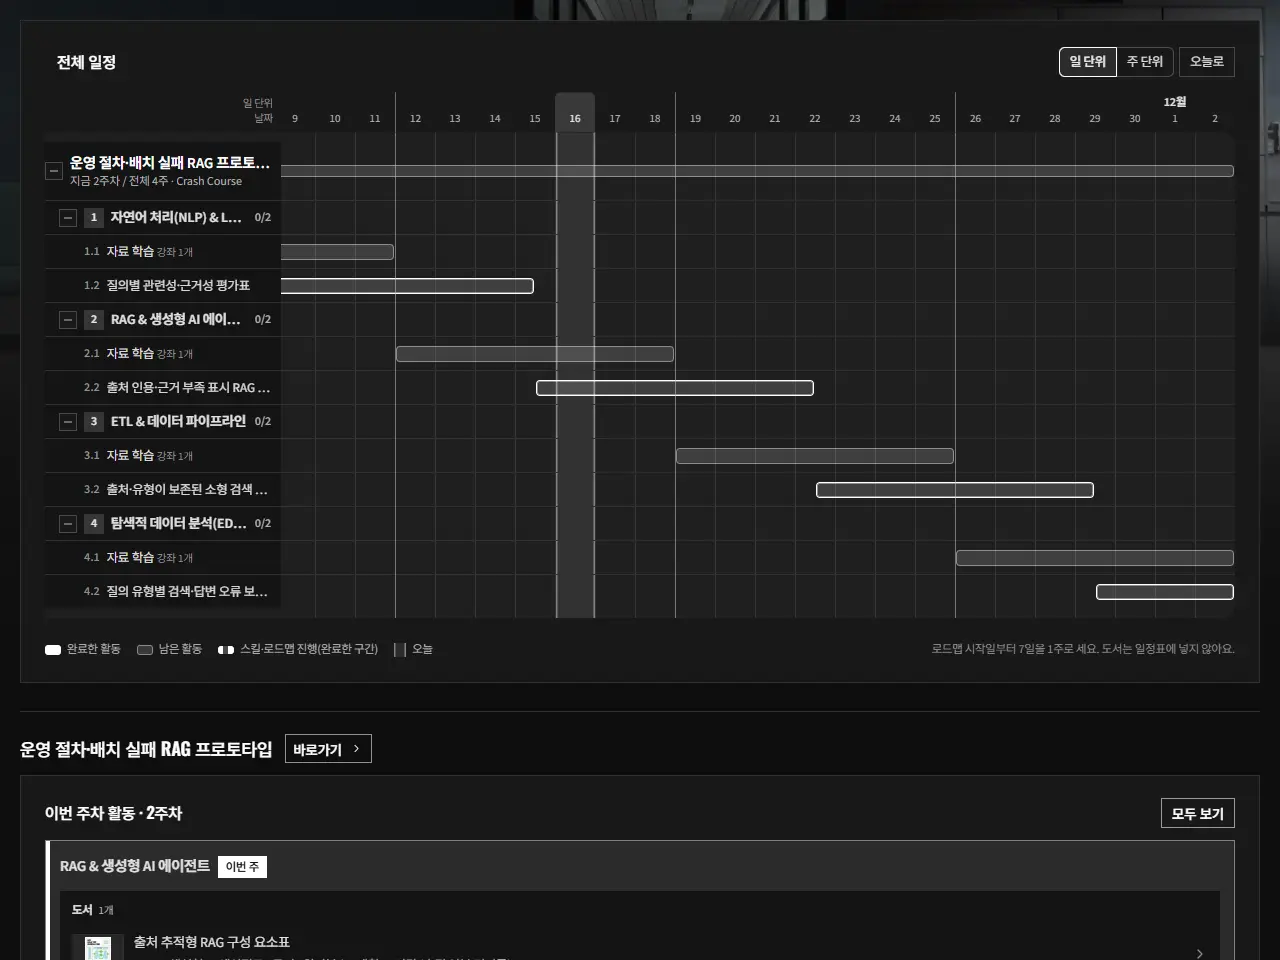 전체 일정
일 단위
주 단위
오늘로
일 단위
12월
날짜 9 10 11 12 13 14 15 16 17 18 19 20 21 22 23 24 25 26 27 28 29 30 1 2
운영 절차·배치 실패 RAG 프로토…
지금 2주차 / 전체 4주 · Crash Course
1 자연어 처리(NLP) & L… 0/2
1.1 자료 학습 강좌 1개
1.2 질의별 관련성·근거성 평가표
2 RAG & 생성형 AI 에이… 0/2
2.1 자료 학습 강좌 1개
2.2 출처 인용·근거 부족 표시 RAG …
3 ETL & 데이터 파이프라인 0/2
3.1 자료 학습 강좌 1개
3.2 출처·유형이 보존된 소형 검색 …
4 탐색적 데이터 분석(ED… 0/2
4.1 자료 학습 강좌 1개
4.2 질의 유형별 검색·답변 오류 보…
완료한 활동 남은 활동 스킬·로드맵 진행(완료한 구간) 오늘
로드맵 시작일부터 7일을 1주로 세요. 도서는 일정표에 넣지 않아요.
운영 절차·배치 실패 RAG 프로토타입
바로가기
이번 주차 활동 · 2주차
모두 보기
RAG & 생성형 AI 에이전트
이번 주
도서 1개
출처 추적형 RAG 구성 요소표